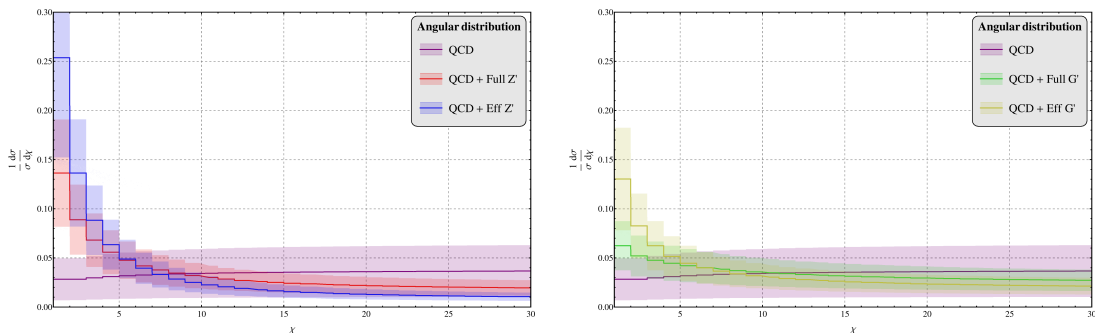 0.30
0.25
0.20
0.15
0.10
0.05
0.00
1 dσ
σ dχ
Angular distribution
QCD
QCD + Full Z'
QCD + Eff Z'
5
10
15
20
25
30
χ
0.30
0.25
0.20
0.15
0.10
0.05
0.00
1 dσ
σ dχ
Angular distribution
QCD
QCD + Full G'
QCD + Eff G'
5
10
15
20
25
30
χ